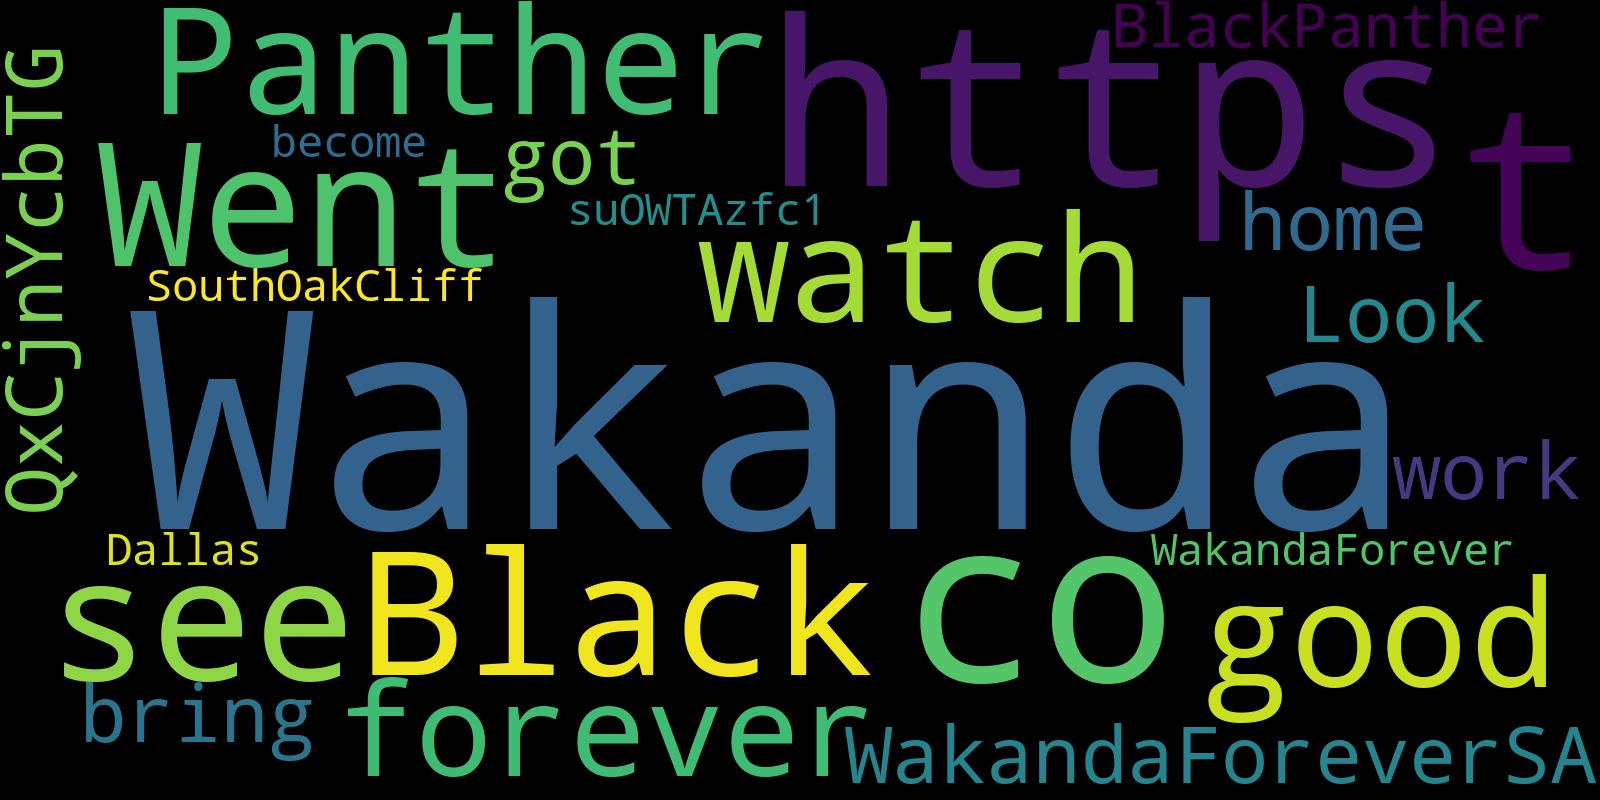 Panther
https
BlackPanther
QxCjnYcbTG
become
Went
got
t
suOWTAzfc1
home
watch
SouthOakCliff
Look
Wakanda
work
Dallas
WakandaForever
see
Black
co
good
bring
forever
WakandaForeverSA